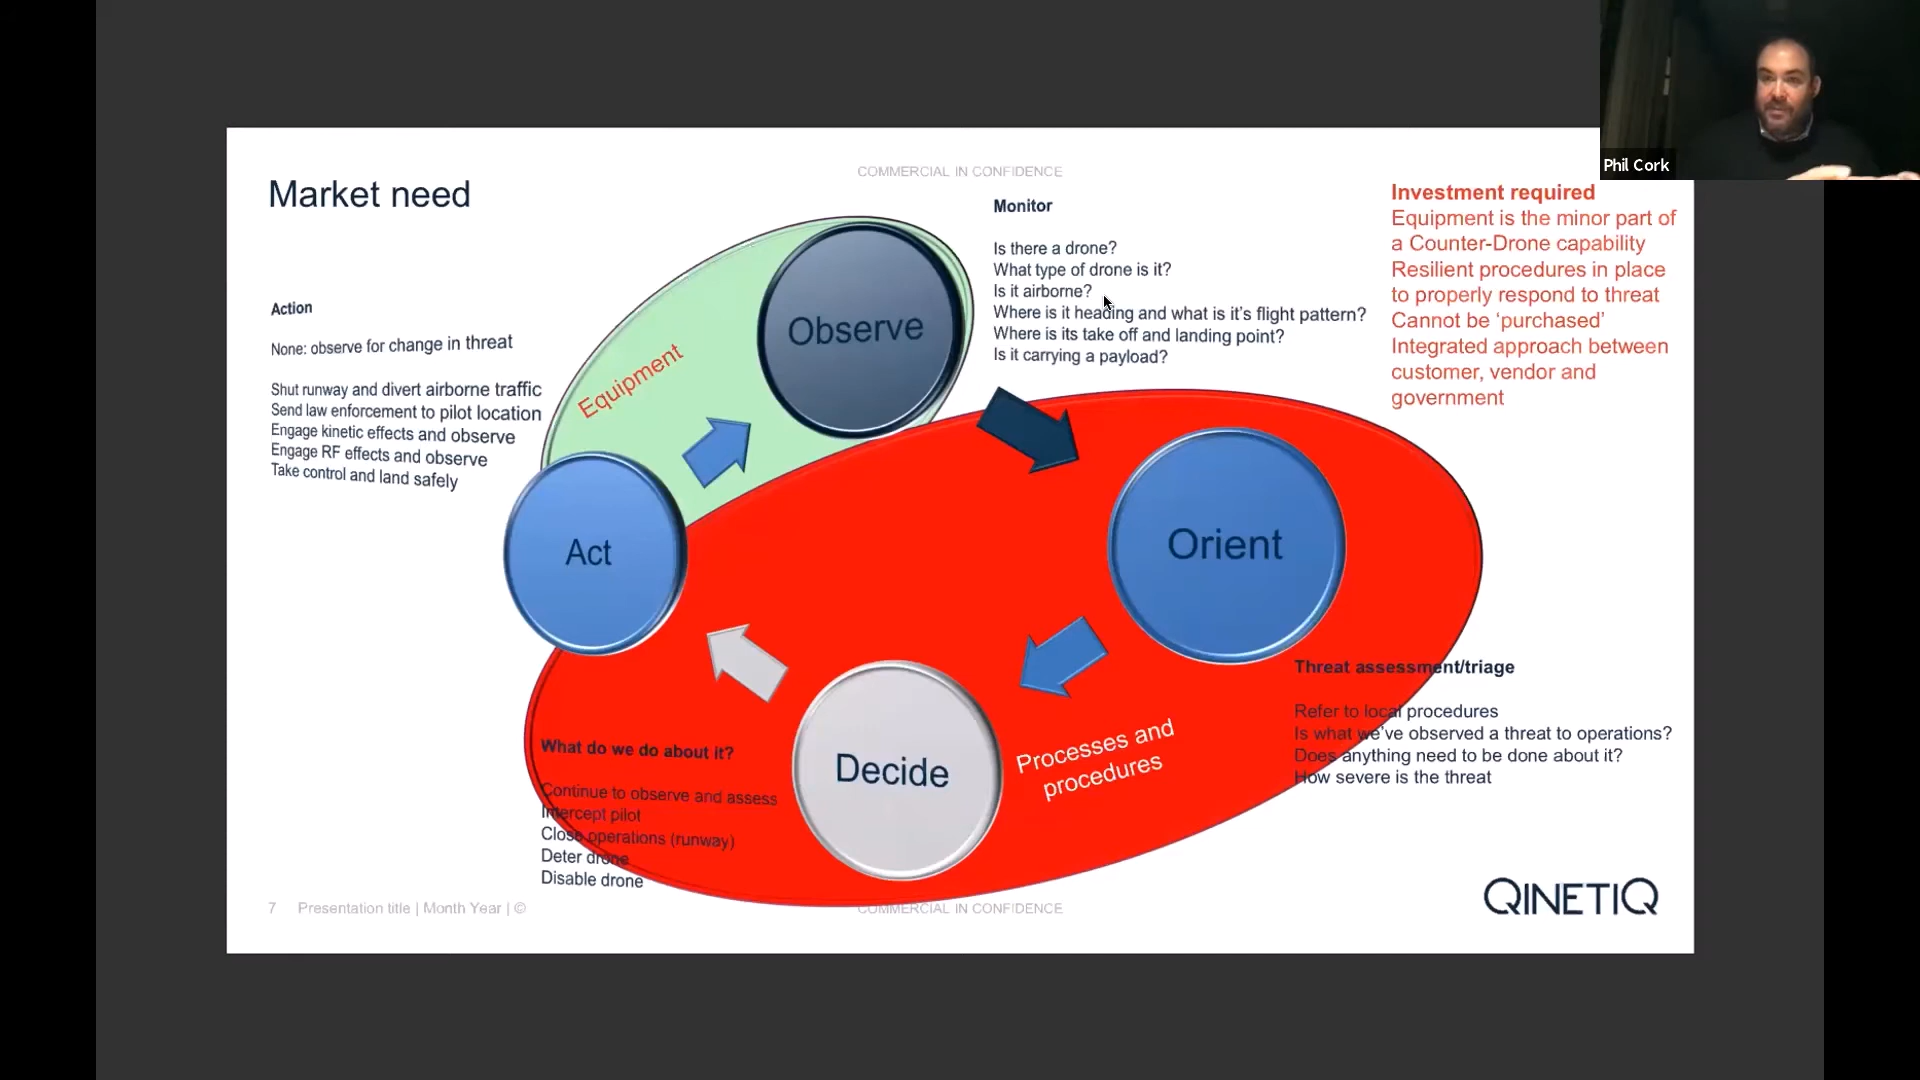 Phil Cork
COMMERCIAL IN CONFIDENCE
Market need
Monitor
Is there a drone?
What type of drone is it?
Is it airborne?
Where is it heading and what is it's flight pattern?
Where is its take off and landing point?
Is it carrying a payload?
Investment required
Equipment is the minor part of
a Counter-Drone capability
Resilient procedures in place
to properly respond to threat
Cannot be ‘purchased’
Integrated approach between
customer, vendor and
government
Action
None: observe for change in threat
Shut runway and divert airborne traffic
Send law enforcement to pilot location
Engage kinetic effects and observe
Engage RF effects and observe
Take control and land safely
Equipment
Observe
Act
Orient
Decide
Processes and
procedures
Threat assessment/triage
Refer to local procedures
Is what we've observed a threat to operations?
Does anything need to be done about it?
How severe is the threat
What do we do about it?
Continue to observe and assess
Intercept pilot
Close operations (runway)
Deter drone
Disable drone
7 Presentation title | Month Year | ©
COMMERCIAL IN CONFIDENCE
QINETIQ